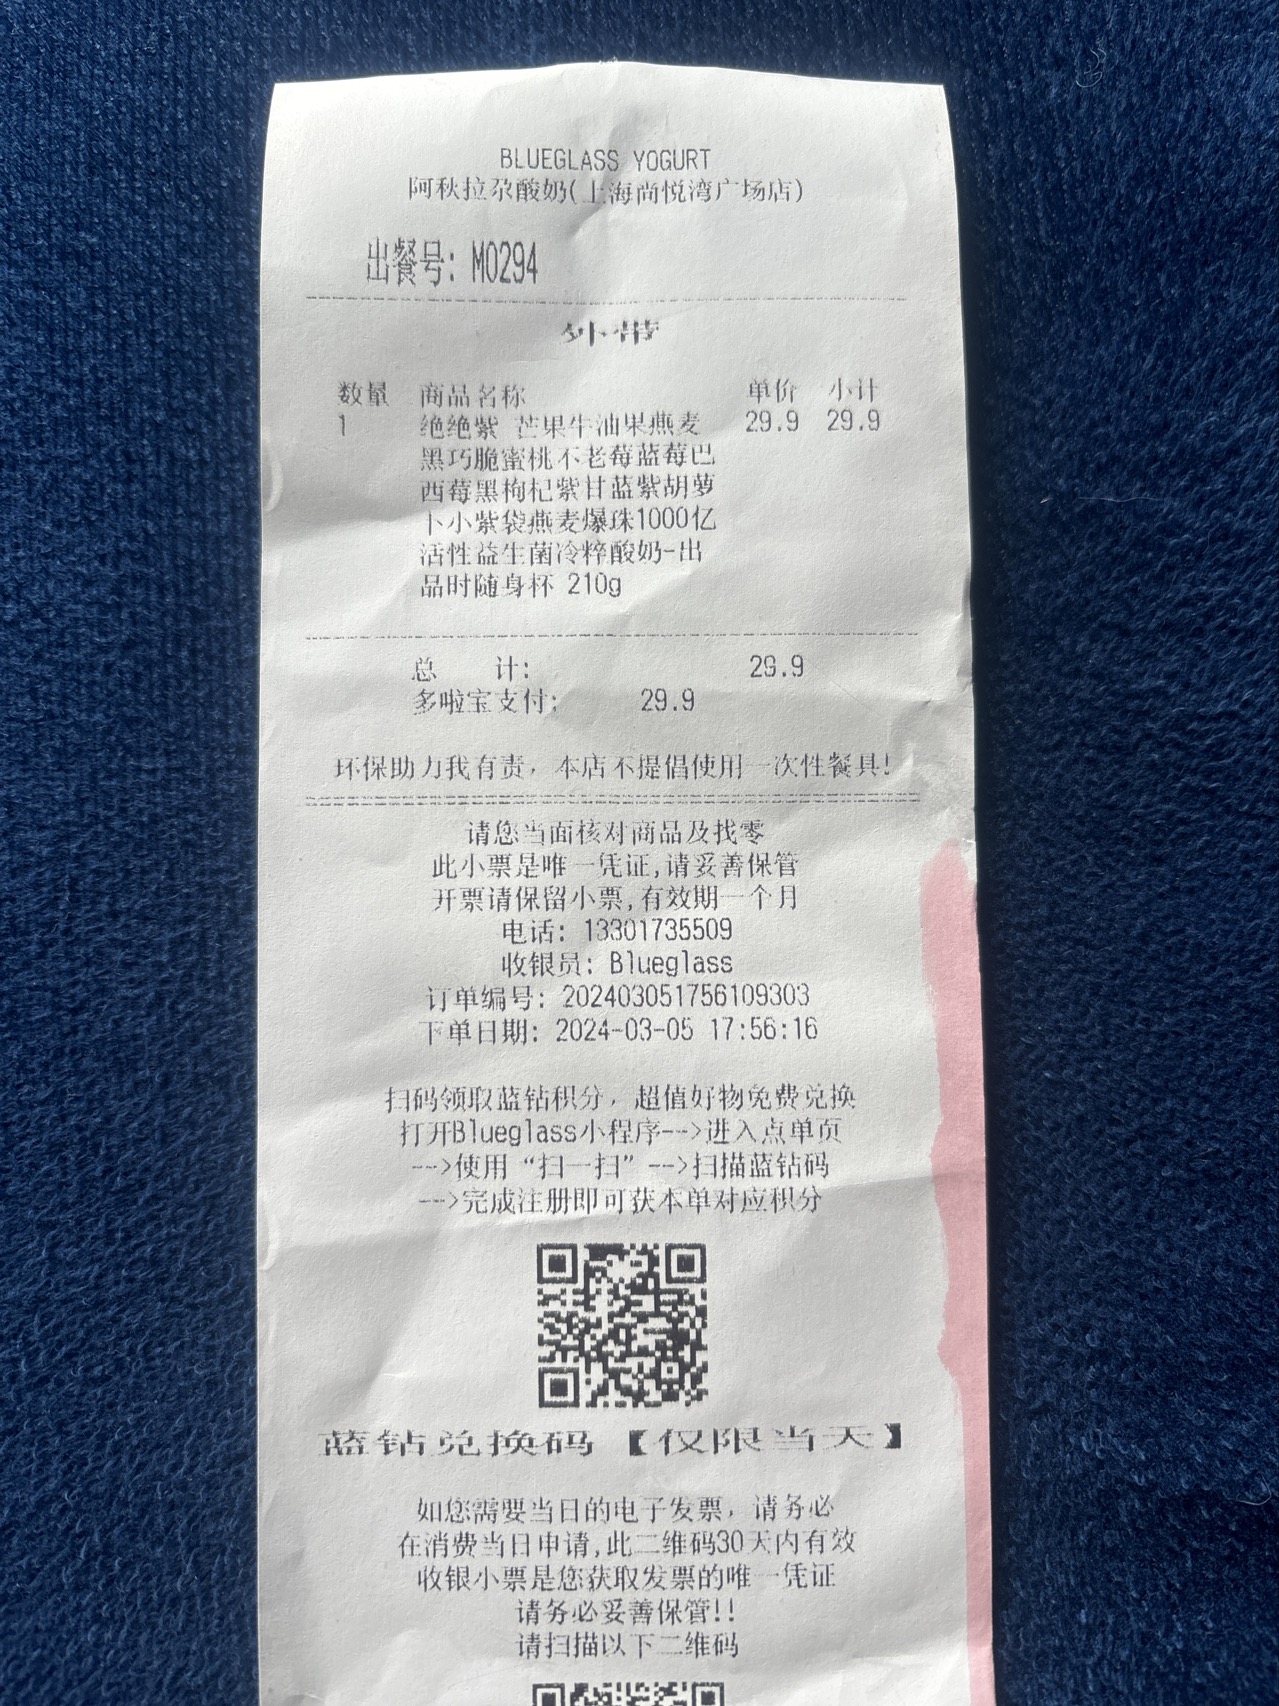 BLUEGLASS YOGURT
阿秋拉尕酸奶(上海尚悦湾广场店)
出餐号: M0294
外带
数量 商品名称 单价 小计
1 绝绝紫 芒果牛油果燕麦 29.9 29.9
黑巧脆蜜桃不老莓蓝莓巴
西莓黑枸杞紫甘蓝紫胡萝
卜小紫袋燕麦爆珠1000亿
活性益生菌冷粹酸奶-出
品时随身杯 210g
总 计: 29.9
多啦宝支付: 29.9
环保助力我有责，本店不提倡使用一次性餐具!
请您当面核对商品及找零
此小票是唯一凭证,请妥善保管
开票请保留小票,有效期一个月
电话: 13301735509
收银员: Blueglass
订单编号: 202403051756109303
下单日期: 2024-03-05 17:56:16
扫码领取蓝钻积分，超值好物免费兑换
打开Blueglass小程序-->进入点单页
-->使用“扫一扫”-->扫描蓝钻码
-->完成注册即可获本单对应积分
蓝钻兑换码【仅限当天】
如您需要当日的电子发票，请务必
在消费当日申请,此二维码30天内有效
收银小票是您获取发票的唯一凭证
请务必妥善保管!!
请扫描以下二维码